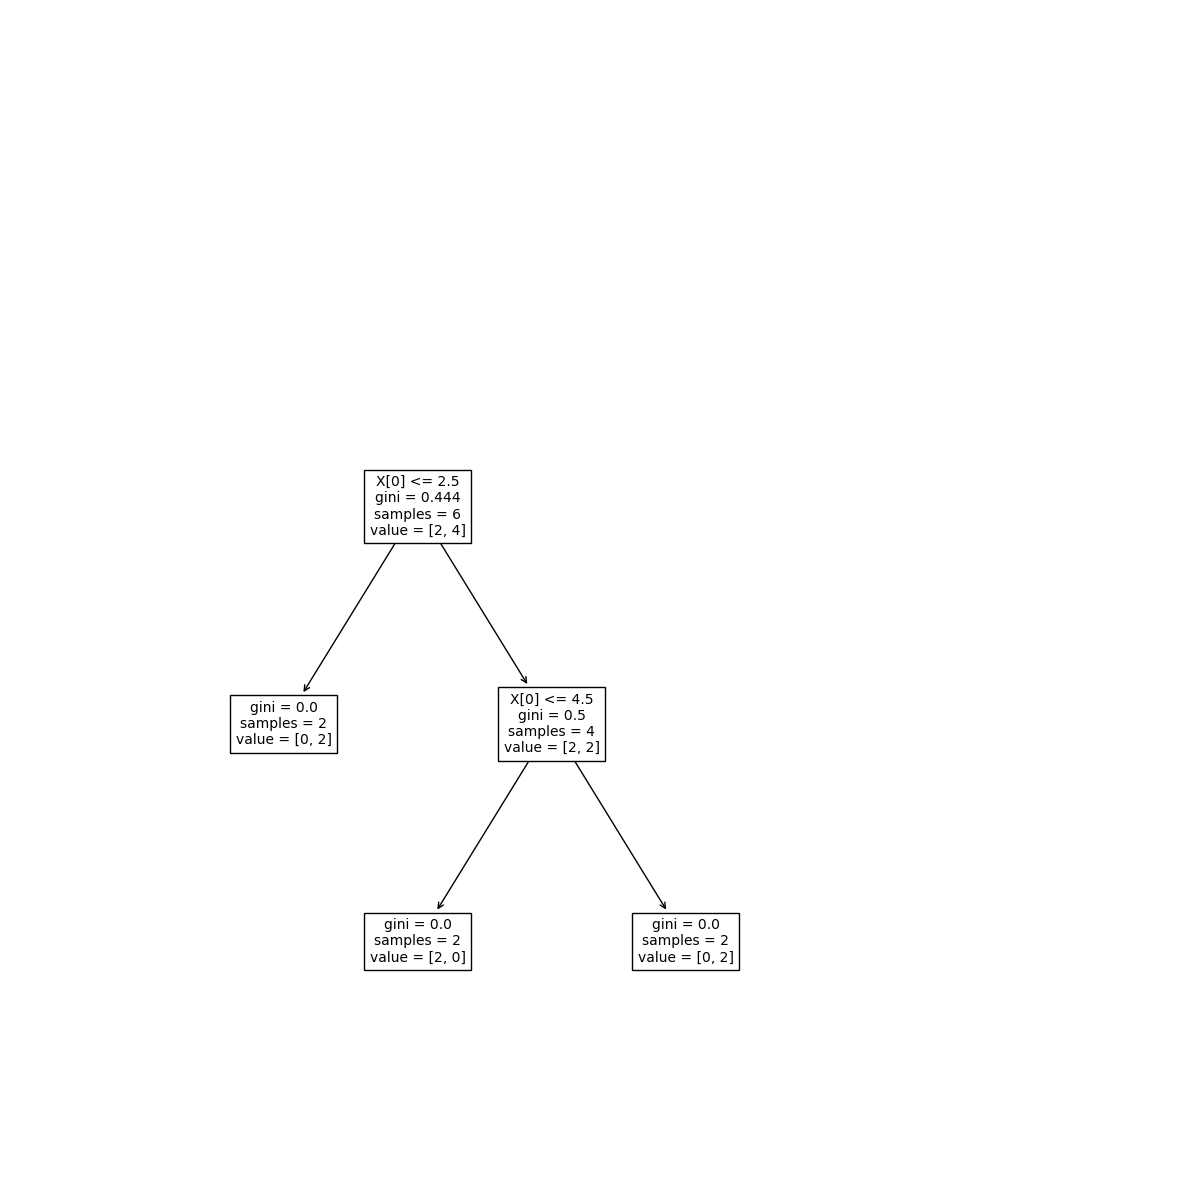 X[0] <= 2.5
gini = 0.444
samples = 6
value = [2, 4]
gini = 0.0
samples = 2
value = [0, 2]
X[0] <= 4.5
gini = 0.5
samples = 4
value = [2, 2]
gini = 0.0
samples = 2
value = [2, 0]
gini = 0.0
samples = 2
value = [0, 2]